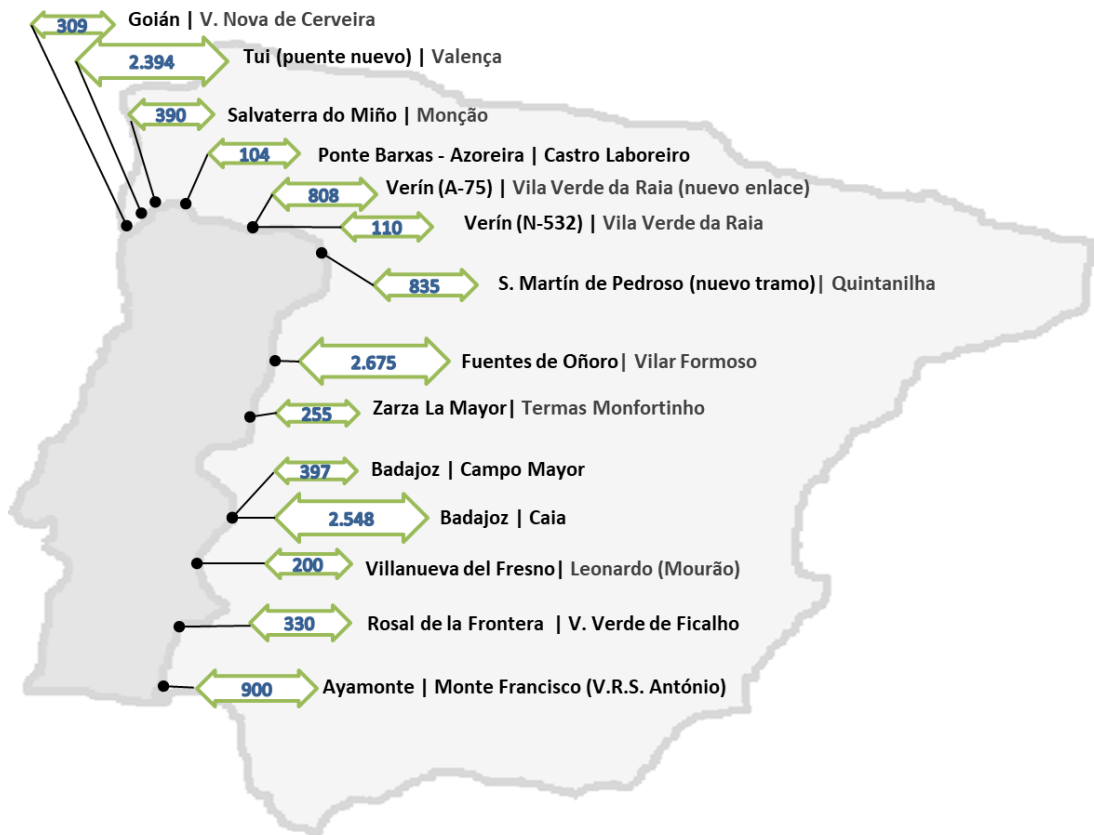 309 Goián | V. Nova de Cerveira
2.394 Tui (puente nuevo) | Valença
390 Salvaterra do Miño | Monção
104 Ponte Barxas - Azoreira | Castro Laboreiro
808 Verín (A-75) | Vila Verde da Raia (nuevo enlace)
110 Verín (N-532) | Vila Verde da Raia
835 S. Martín de Pedroso (nuevo tramo)| Quintanilha
2.675 Fuentes de Oñoro| Vilar Formoso
255 Zarza La Mayor| Termas Monfortinho
397 Badajoz | Campo Mayor
2.548 Badajoz | Caia
200 Villanueva del Fresno| Leonardo (Mourão)
330 Rosal de la Frontera | V. Verde de Ficalho
900 Ayamonte | Monte Francisco (V.R.S. António)